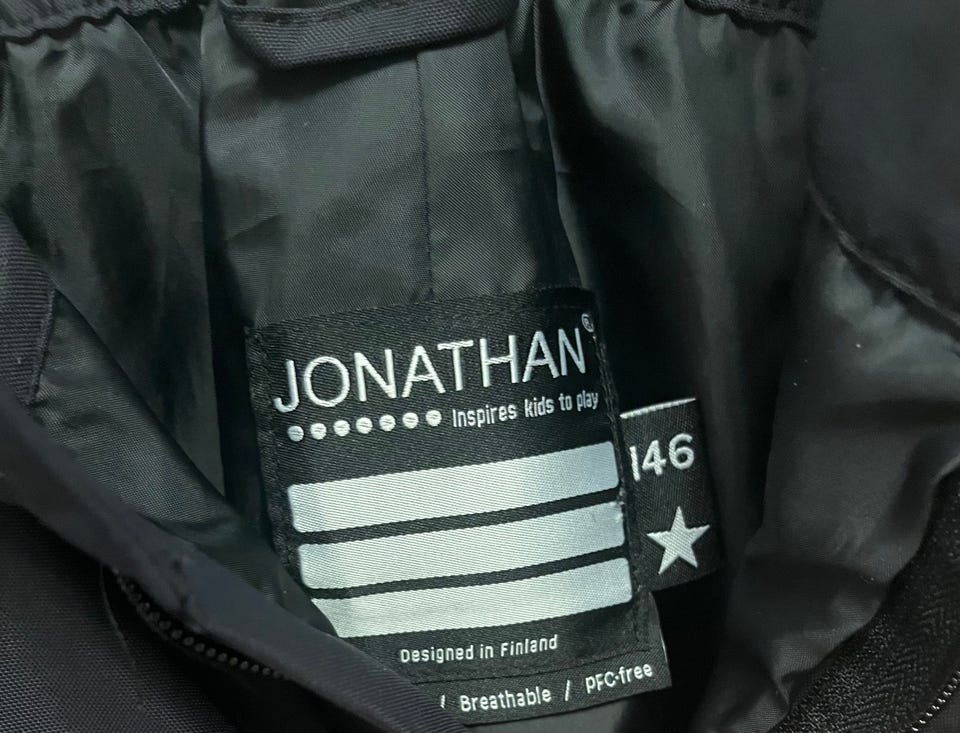 JONATHAN®
Inspires kids to play
146
Designed in Finland
/ Breathable / PFC-free